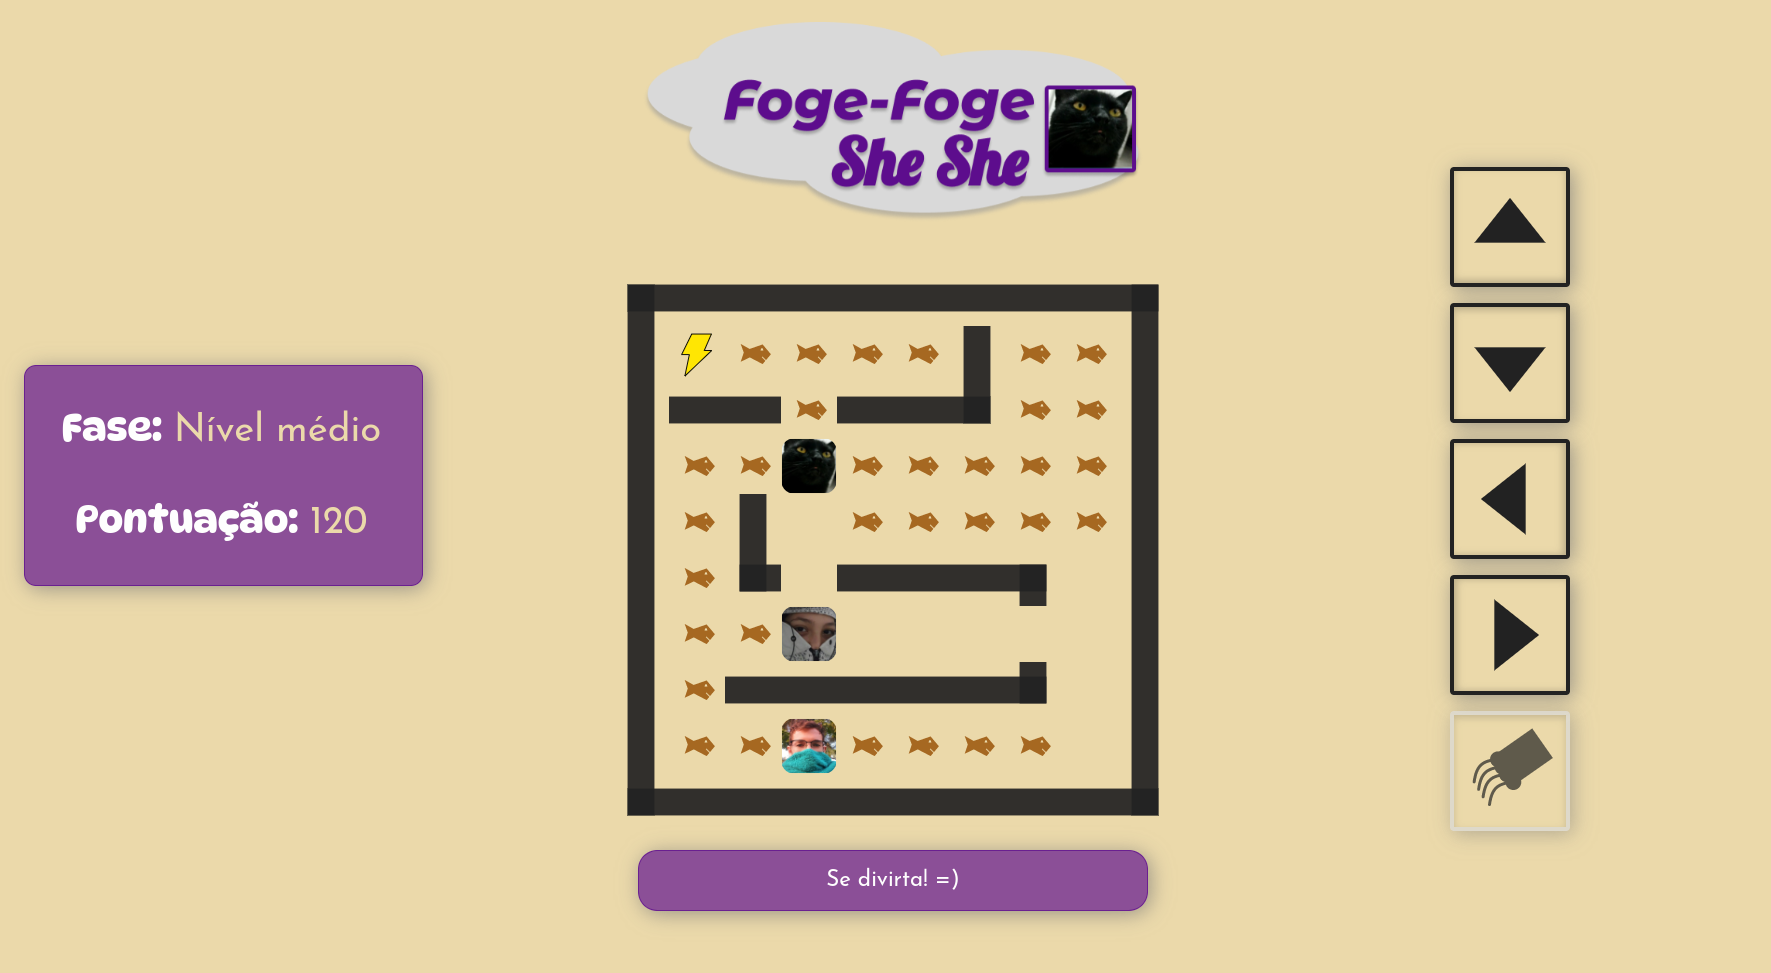 Foge-Foge
She She
Fase: Nível médio
Pontuação: 120
Se divirta! =)